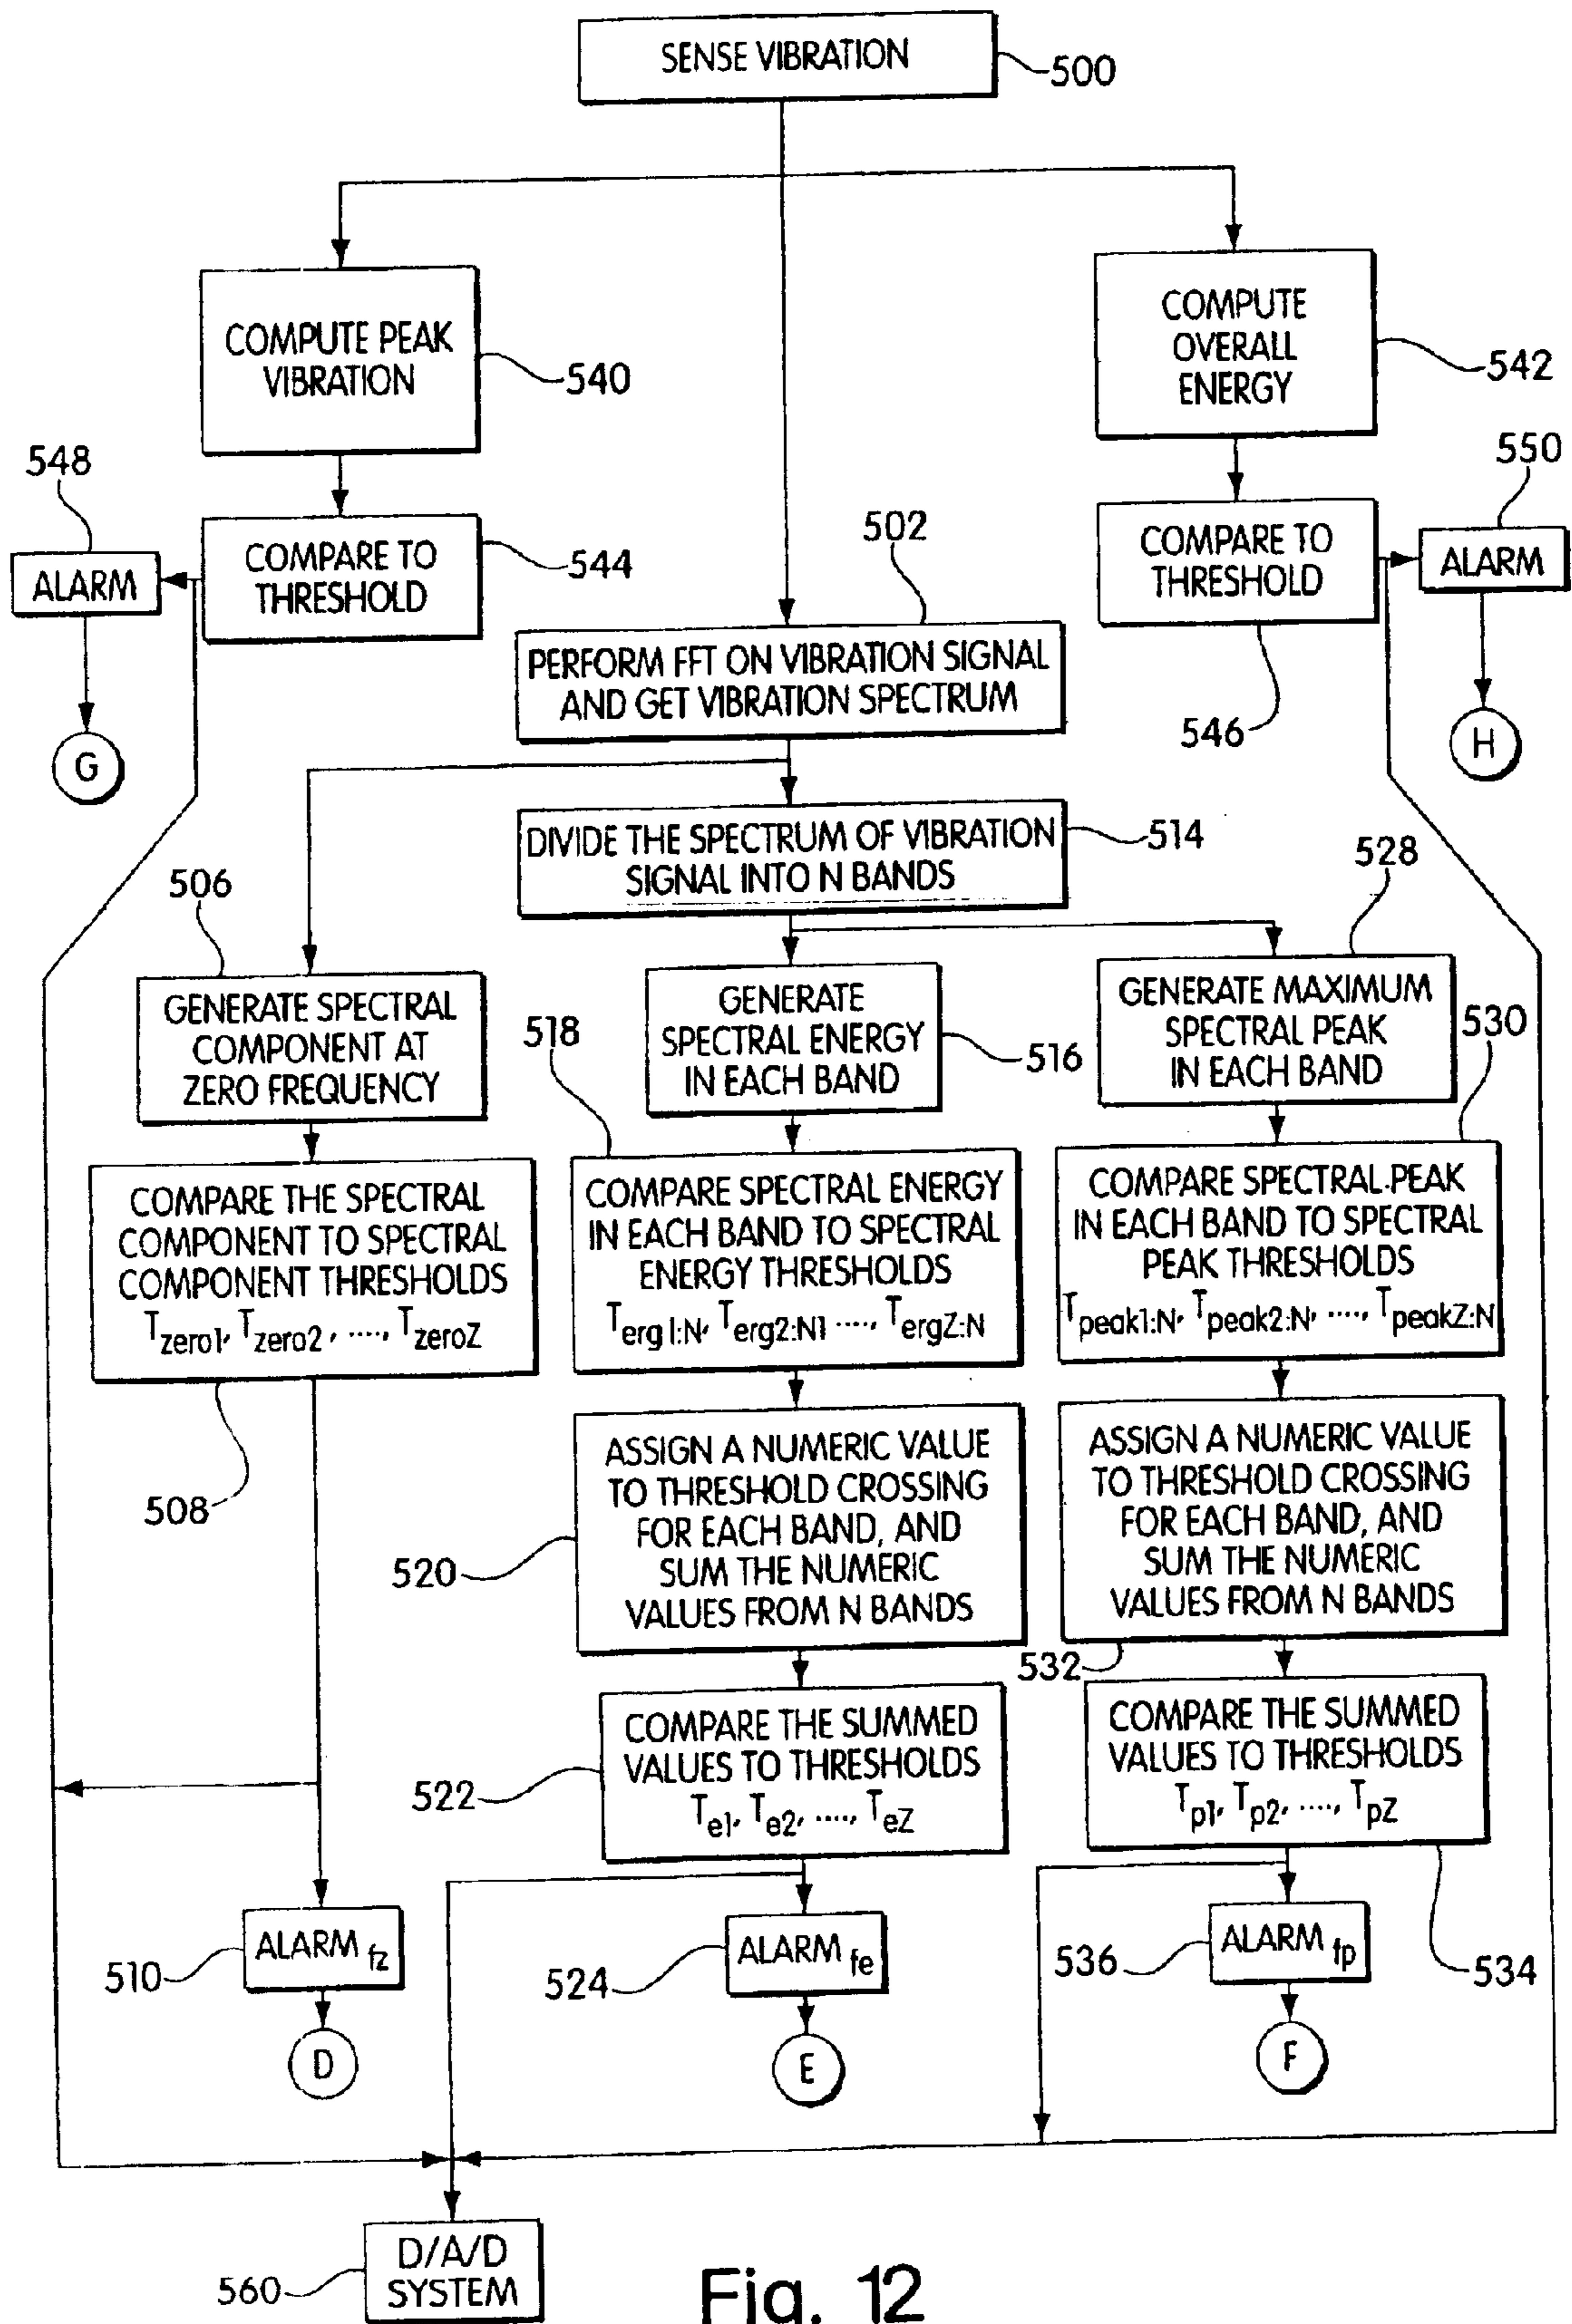 SENSE VIBRATION
500
COMPUTE PEAK
VIBRATION
540
COMPUTE
OVERALL
ENERGY
542
548
ALARM
G
COMPARE TO
THRESHOLD
544
502
PERFORM FFT ON VIBRATION SIGNAL
AND GET VIBRATION SPECTRUM
COMPARE TO
THRESHOLD
546
550
ALARM
H
DIVIDE THE SPECTRUM OF VIBRATION
SIGNAL INTO N BANDS
514
506
GENERATE SPECTRAL
COMPONENT AT
ZERO FREQUENCY
GENERATE
SPECTRAL ENERGY
IN EACH BAND
516
528
GENERATE MAXIMUM
SPECTRAL PEAK
IN EACH BAND
COMPARE THE SPECTRAL
COMPONENT TO SPECTRAL
COMPONENT THRESHOLDS
Tzero1, Tzero2, ...., TzeroZ
508
518
COMPARE SPECTRAL ENERGY
IN EACH BAND TO SPECTRAL
ENERGY THRESHOLDS
Terg1:N, Terg2:N1 ...., TergZ:N
530
COMPARE SPECTRAL.PEAK
IN EACH BAND TO SPECTRAL
PEAK THRESHOLDS
Tpeak1:N, Tpeak2:N, ...., TpeakZ:N
ASSIGN A NUMERIC VALUE
TO THRESHOLD CROSSING
FOR EACH BAND, AND
SUM THE NUMERIC
VALUES FROM N BANDS
520
ASSIGN A NUMERIC VALUE
TO THRESHOLD CROSSING
FOR EACH BAND, AND
SUM THE NUMERIC
VALUES FROM N BANDS
532
COMPARE THE SUMMED
VALUES TO THRESHOLDS
Te1, Te2, ...., TeZ
522
COMPARE THE SUMMED
VALUES TO THRESHOLDS
Tp1, Tp2, ...., TpZ
534
ALARM fz
510
D
ALARM fe
524
E
ALARM fp
536
F
D/A/D
SYSTEM
560
Fig. 12